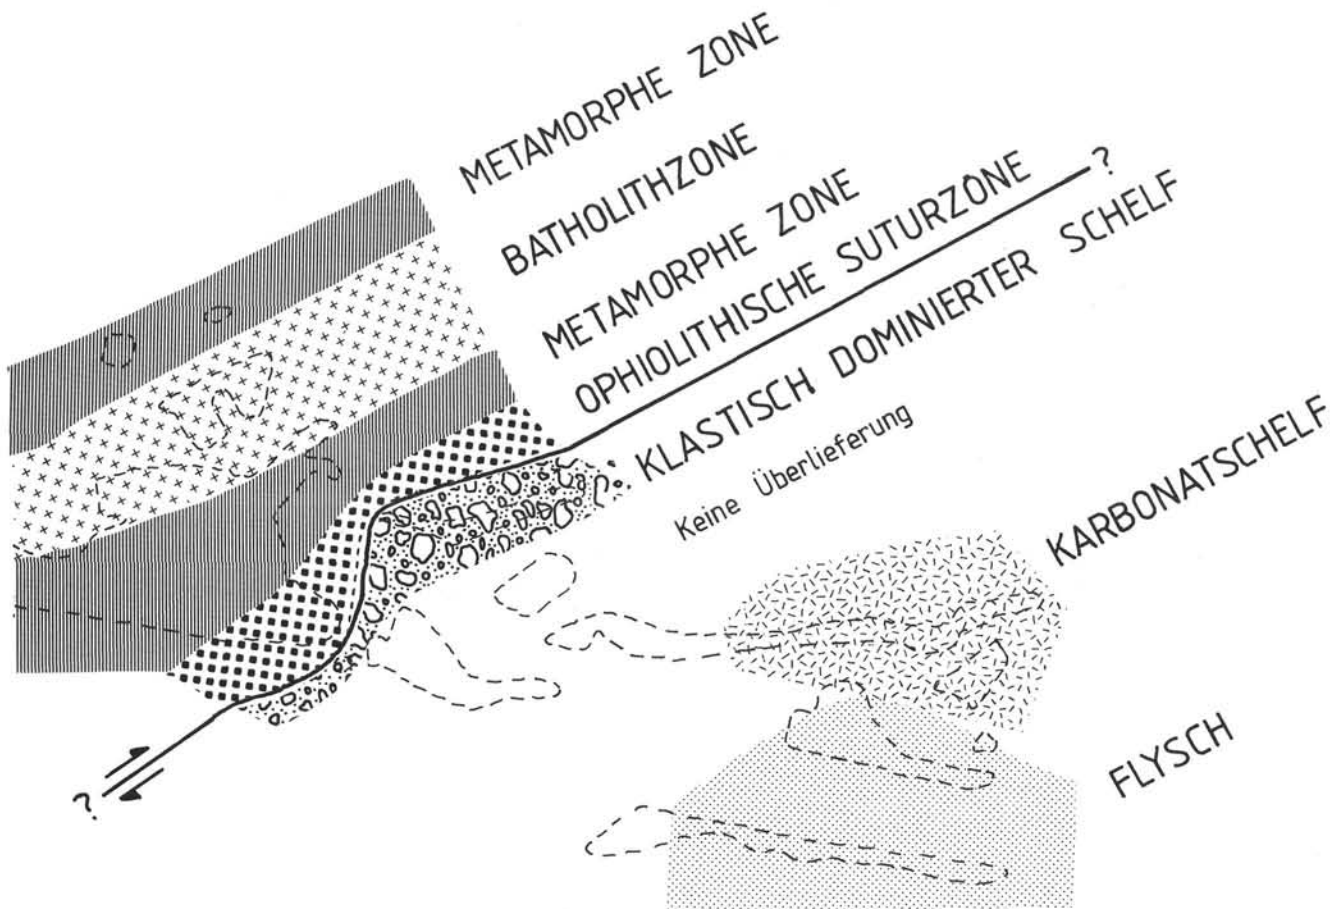 METAMORPHE ZONE
BATHOLITHZONE
METAMORPHE ZONE
OPHIOLITHISCHE SUTURZONE
?
KLASTISCH DOMINIERTER SCHELF
Keine Überlieferung
KARBONATSCHELF
FLYSCH
?